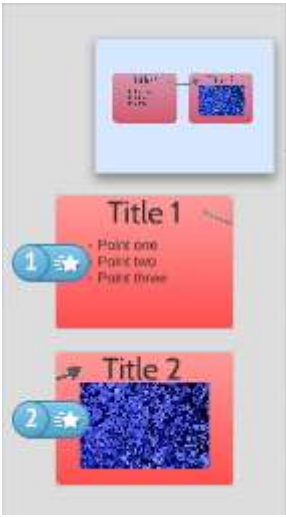 Title 1
- Point one
- Point two
- Point three
1
Title 2
2